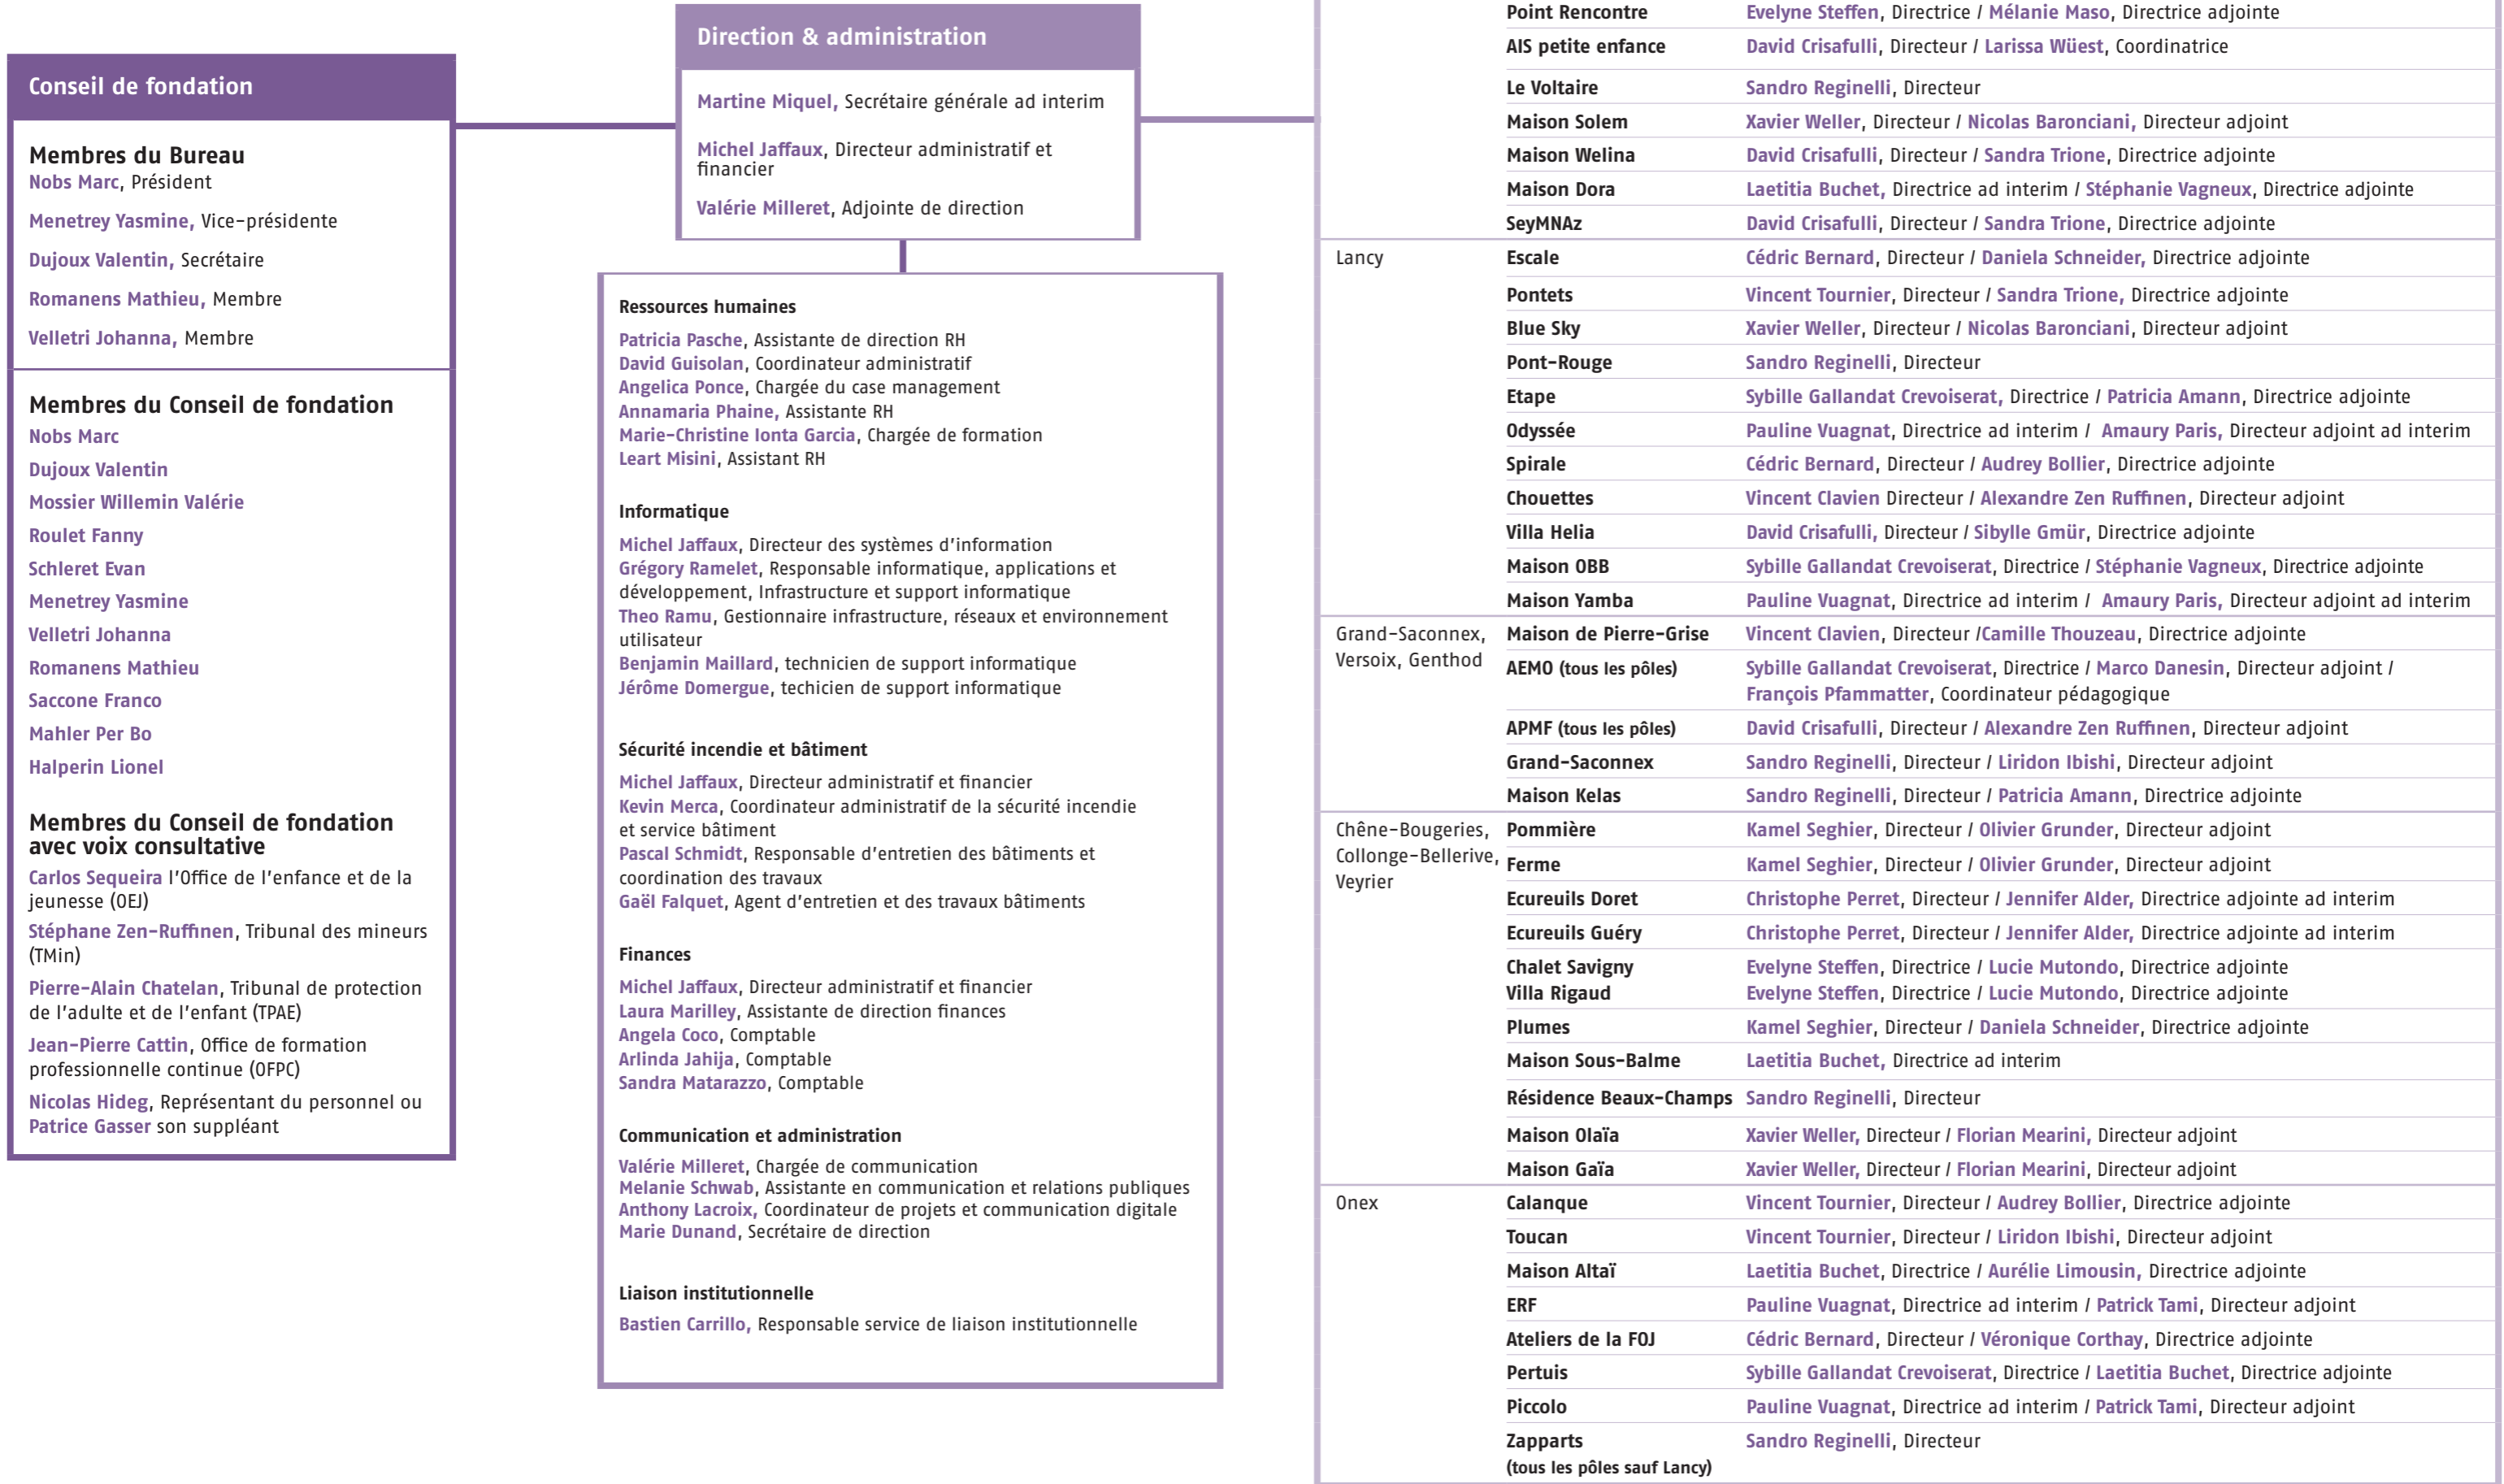 Conseil de fondation
Membres du Bureau
Nobs Marc, Président
Menetrey Yasmine, Vice-présidente
Dujoux Valentin, Secrétaire
Romanens Mathieu, Membre
Velletri Johanna, Membre
Membres du Conseil de fondation
Nobs Marc
Dujoux Valentin
Mossier Willemin Valérie
Roulet Fanny
Schleret Evan
Menetrey Yasmine
Velletri Johanna
Romanens Mathieu
Saccone Franco
Mahler Per Bo
Halperin Lionel
Membres du Conseil de fondation
avec voix consultative
Carlos Sequeira l'Office de l'enfance et de la
jeunesse (OEJ)
Stéphane Zen-Ruffinen, Tribunal des mineurs
(TMin)
Pierre-Alain Chatelan, Tribunal de protection
de l'adulte et de l'enfant (TPAE)
Jean-Pierre Cattin, Office de formation
professionnelle continue (OFPC)
Nicolas Hideg, Représentant du personnel ou
Patrice Gasser son suppléant
Direction & administration
Martine Miquel, Secrétaire générale ad interim
Michel Jaffaux, Directeur administratif et
financier
Valérie Milleret, Adjointe de direction
Ressources humaines
Patricia Pasche, Assistante de direction RH
David Guisolan, Coordinateur administratif
Angelica Ponce, Chargée du case management
Annamaria Phaine, Assistante RH
Marie-Christine Ionta Garcia, Chargée de formation
Leart Misini, Assistant RH
Informatique
Michel Jaffaux, Directeur des systèmes d'information
Grégory Ramelet, Responsable informatique, applications et
développement, Infrastructure et support informatique
Theo Ramu, Gestionnaire infrastructure, réseaux et environnement
utilisateur
Benjamin Maillard, technicien de support informatique
Jérôme Domergue, techicien de support informatique
Sécurité incendie et bâtiment
Michel Jaffaux, Directeur administratif et financier
Kevin Merca, Coordinateur administratif de la sécurité incendie
et service bâtiment
Pascal Schmidt, Responsable d'entretien des bâtiments et
coordination des travaux
Gaël Falquet, Agent d'entretien et des travaux bâtiments
Finances
Michel Jaffaux, Directeur administratif et financier
Laura Marilley, Assistante de direction finances
Angela Coco, Comptable
Arlinda Jahija, Comptable
Sandra Matarazzo, Comptable
Communication et administration
Valérie Milleret, Chargée de communication
Melanie Schwab, Assistante en communication et relations publiques
Anthony Lacroix, Coordinateur de projets et communication digitale
Marie Dunand, Secrétaire de direction
Liaison institutionnelle
Bastien Carrillo, Responsable service de liaison institutionnelle
Point Rencontre Evelyne Steffen, Directrice / Mélanie Maso, Directrice adjointe
AIS petite enfance David Crisafulli, Directeur / Larissa Wüest, Coordinatrice
Le Voltaire Sandro Reginelli, Directeur
Maison Solem Xavier Weller, Directeur / Nicolas Baronciani, Directeur adjoint
Maison Welina David Crisafulli, Directeur / Sandra Trione, Directrice adjointe
Maison Dora Laetitia Buchet, Directrice ad interim / Stéphanie Vagneux, Directrice adjointe
SeyMNAz David Crisafulli, Directeur / Sandra Trione, Directrice adjointe
Lancy Escale Cédric Bernard, Directeur / Daniela Schneider, Directrice adjointe
Pontets Vincent Tournier, Directeur / Sandra Trione, Directrice adjointe
Blue Sky Xavier Weller, Directeur / Nicolas Baronciani, Directeur adjoint
Pont-Rouge Sandro Reginelli, Directeur
Etape Sybille Gallandat Crevoiserat, Directrice / Patricia Amann, Directrice adjointe
Odyssée Pauline Vuagnat, Directrice ad interim / Amaury Paris, Directeur adjoint ad interim
Spirale Cédric Bernard, Directeur / Audrey Bollier, Directrice adjointe
Chouettes Vincent Clavien Directeur / Alexandre Zen Ruffinen, Directeur adjoint
Villa Helia David Crisafulli, Directeur / Sibylle Gmür, Directrice adjointe
Maison OBB Sybille Gallandat Crevoiserat, Directrice / Stéphanie Vagneux, Directrice adjointe
Maison Yamba Pauline Vuagnat, Directrice ad interim / Amaury Paris, Directeur adjoint ad interim
Grand-Saconnex, Maison de Pierre-Grise Vincent Clavien, Directeur /Camille Thouzeau, Directrice adjointe
Versoix, Genthod AEMO (tous les pôles) Sybille Gallandat Crevoiserat, Directrice / Marco Danesin, Directeur adjoint /
François Pfammatter, Coordinateur pédagogique
APMF (tous les pôles) David Crisafulli, Directeur / Alexandre Zen Ruffinen, Directeur adjoint
Grand-Saconnex Sandro Reginelli, Directeur / Liridon Ibishi, Directeur adjoint
Maison Kelas Sandro Reginelli, Directeur / Patricia Amann, Directrice adjointe
Chêne-Bougeries, Pommière Kamel Seghier, Directeur / Olivier Grunder, Directeur adjoint
Collonge-Bellerive, Ferme Kamel Seghier, Directeur / Olivier Grunder, Directeur adjoint
Veyrier
Ecureuils Doret Christophe Perret, Directeur / Jennifer Alder, Directrice adjointe ad interim
Ecureuils Guéry Christophe Perret, Directeur / Jennifer Alder, Directrice adjointe ad interim
Chalet Savigny Evelyne Steffen, Directrice / Lucie Mutondo, Directrice adjointe
Villa Rigaud Evelyne Steffen, Directrice / Lucie Mutondo, Directrice adjointe
Plumes Kamel Seghier, Directeur / Daniela Schneider, Directrice adjointe
Maison Sous-Balme Laetitia Buchet, Directrice ad interim
Résidence Beaux-Champs Sandro Reginelli, Directeur
Maison Olaïa Xavier Weller, Directeur / Florian Mearini, Directeur adjoint
Maison Gaïa Xavier Weller, Directeur / Florian Mearini, Directeur adjoint
Onex Calanque Vincent Tournier, Directeur / Audrey Bollier, Directrice adjointe
Toucan Vincent Tournier, Directeur / Liridon Ibishi, Directeur adjoint
Maison Altaï Laetitia Buchet, Directrice / Aurélie Limousin, Directrice adjointe
ERF Pauline Vuagnat, Directrice ad interim / Patrick Tami, Directeur adjoint
Ateliers de la FOJ Cédric Bernard, Directeur / Véronique Corthay, Directrice adjointe
Pertuis Sybille Gallandat Crevoiserat, Directrice / Laetitia Buchet, Directrice adjointe
Piccolo Pauline Vuagnat, Directrice ad interim / Patrick Tami, Directeur adjoint
Zapparts Sandro Reginelli, Directeur
(tous les pôles sauf Lancy)